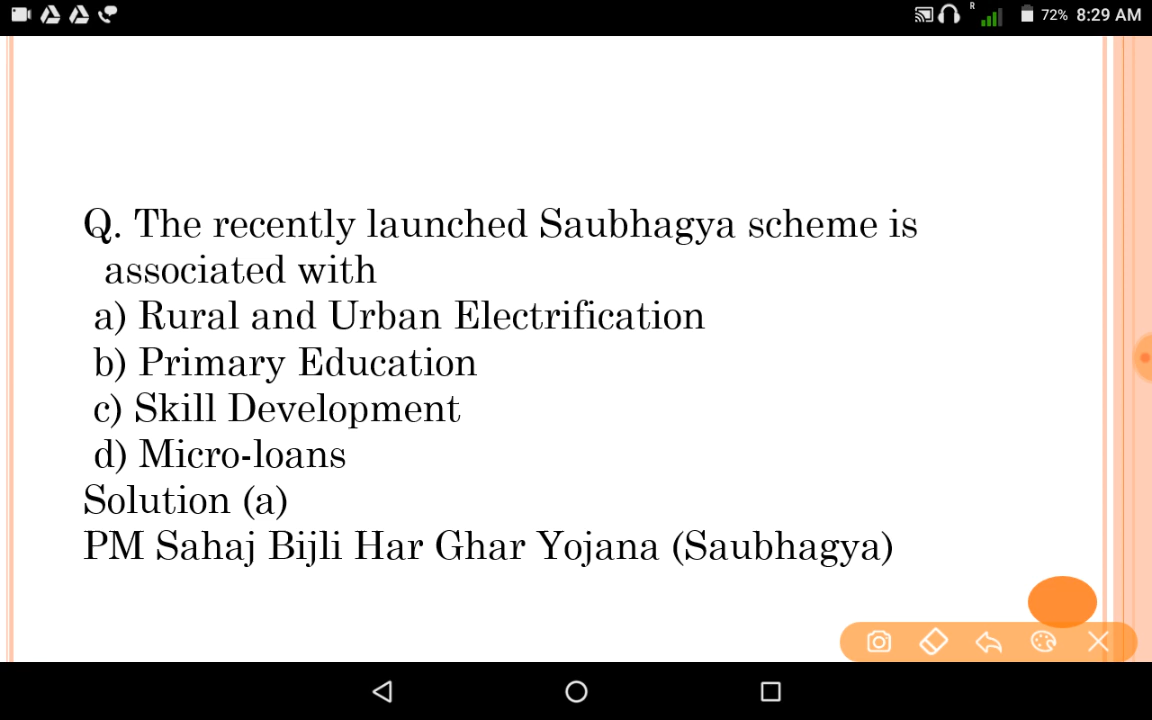 R 72% 8:29 AM
Q. The recently launched Saubhagya scheme is
associated with
a) Rural and Urban Electrification
b) Primary Education
c) Skill Development
d) Micro-loans
Solution (a)
PM Sahaj Bijli Har Ghar Yojana (Saubhagya)